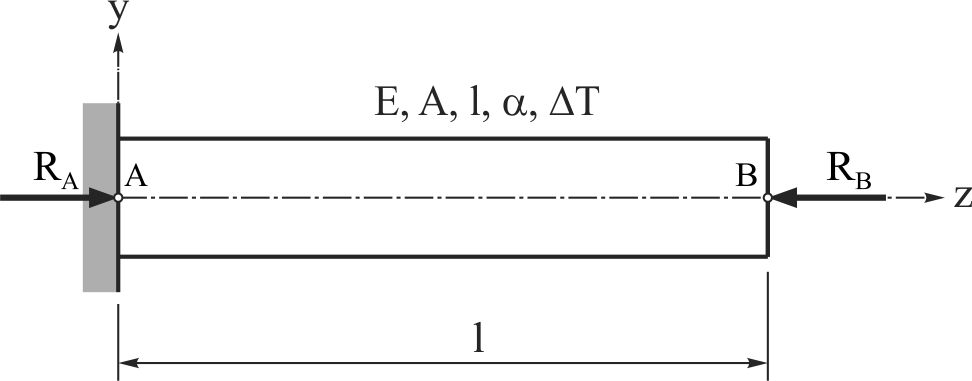 y
E, A, l, α, ΔT
R_A
A
B
R_B
z
l